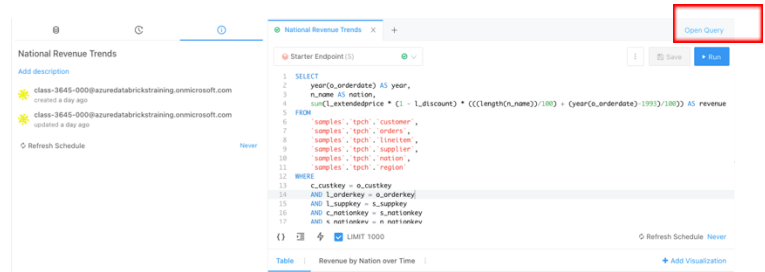 National Revenue Trends × +
Open Query
National Revenue Trends
Add description
class-3645-000@azuredatabrickstraining.onmicrosoft.com
created a day ago
class-3645-000@azuredatabrickstraining.onmicrosoft.com
updated a day ago
Refresh Schedule Never
Starter Endpoint (S)
Save
Run
1 SELECT
2 year(o_orderdate) AS year,
3 n_name AS nation,
4 sum(l_extendedprice * (1 - l_discount) * (((length(n_name))/100) + (year(o_orderdate)-1993)/100)) AS revenue
5 FROM
6 `samples`.`tpch`.`customer`,
7 `samples`.`tpch`.`orders`,
8 `samples`.`tpch`.`lineitem`,
9 `samples`.`tpch`.`supplier`,
10 `samples`.`tpch`.`nation`,
11 `samples`.`tpch`.`region`
12 WHERE
13 c_custkey = o_custkey
14 AND l_orderkey = o_orderkey
15 AND l_suppkey = s_suppkey
16 AND c_nationkey = s_nationkey
17 AND s_nationkey = n_nationkey
{} LIMIT 1000
Refresh Schedule Never
Table Revenue by Nation over Time
+ Add Visualization